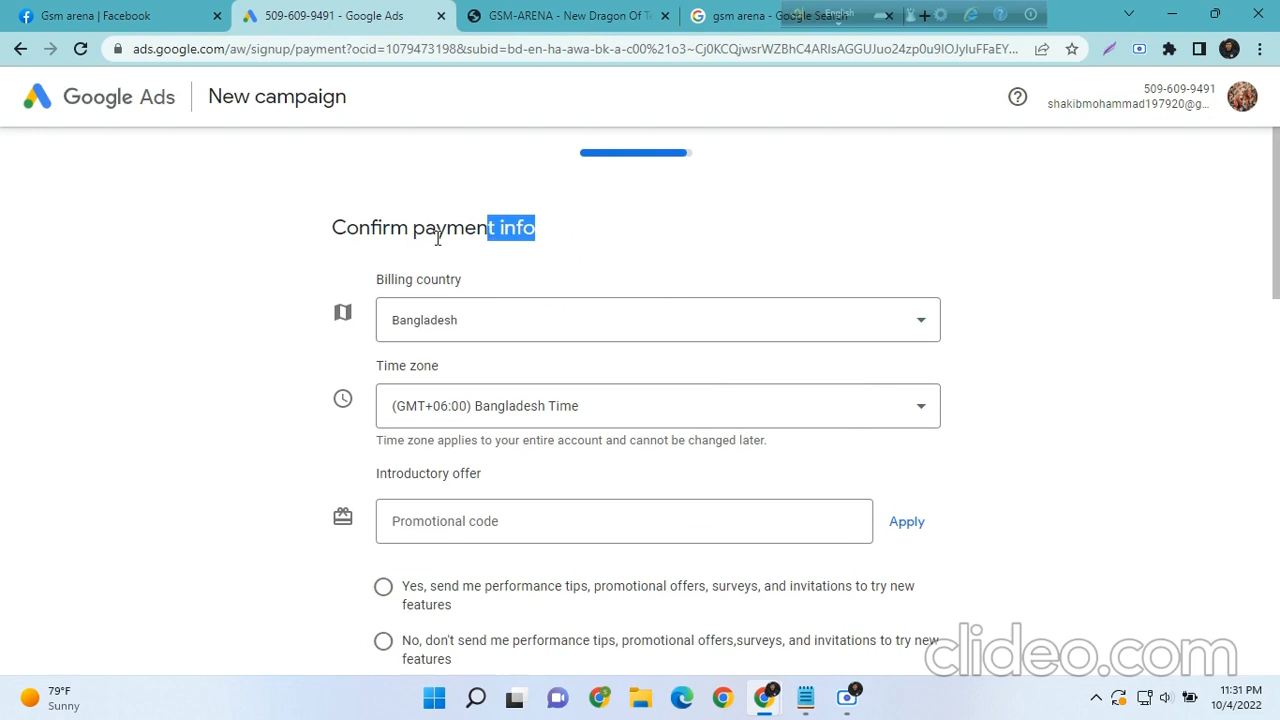 Gsm arena | Facebook
509-609-9491 - Google Ads
GSM-ARENA - New Dragon Of Te
gsm arena - Google Search
English
ads.google.com/aw/signup/payment?ocid=1079473198&subid=bd-en-ha-awa-bk-a-c00%21o3~Cj0KCQjwsrWZBhC4ARIsAGGUJuo24zp0u9IOJyIuFFaEY...
Google Ads
New campaign
509-609-9491
shakibmohammad197920@g...
Confirm payment info
Billing country
Bangladesh
Time zone
(GMT+06:00) Bangladesh Time
Time zone applies to your entire account and cannot be changed later.
Introductory offer
Promotional code
Apply
Yes, send me performance tips, promotional offers, surveys, and invitations to try new
features
No, don't send me performance tips, promotional offers,surveys, and invitations to try new
features
clideo.com
79°F
Sunny
11:31 PM
10/4/2022